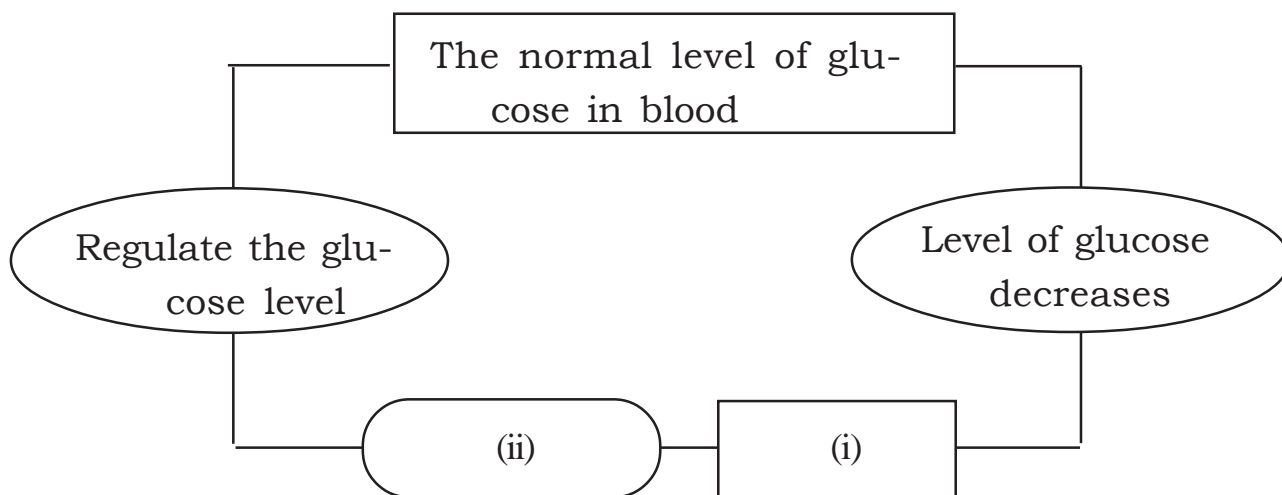 The normal level of glu-
cose in blood
Regulate the glu-
cose level
Level of glucose
decreases
(ii)
(i)